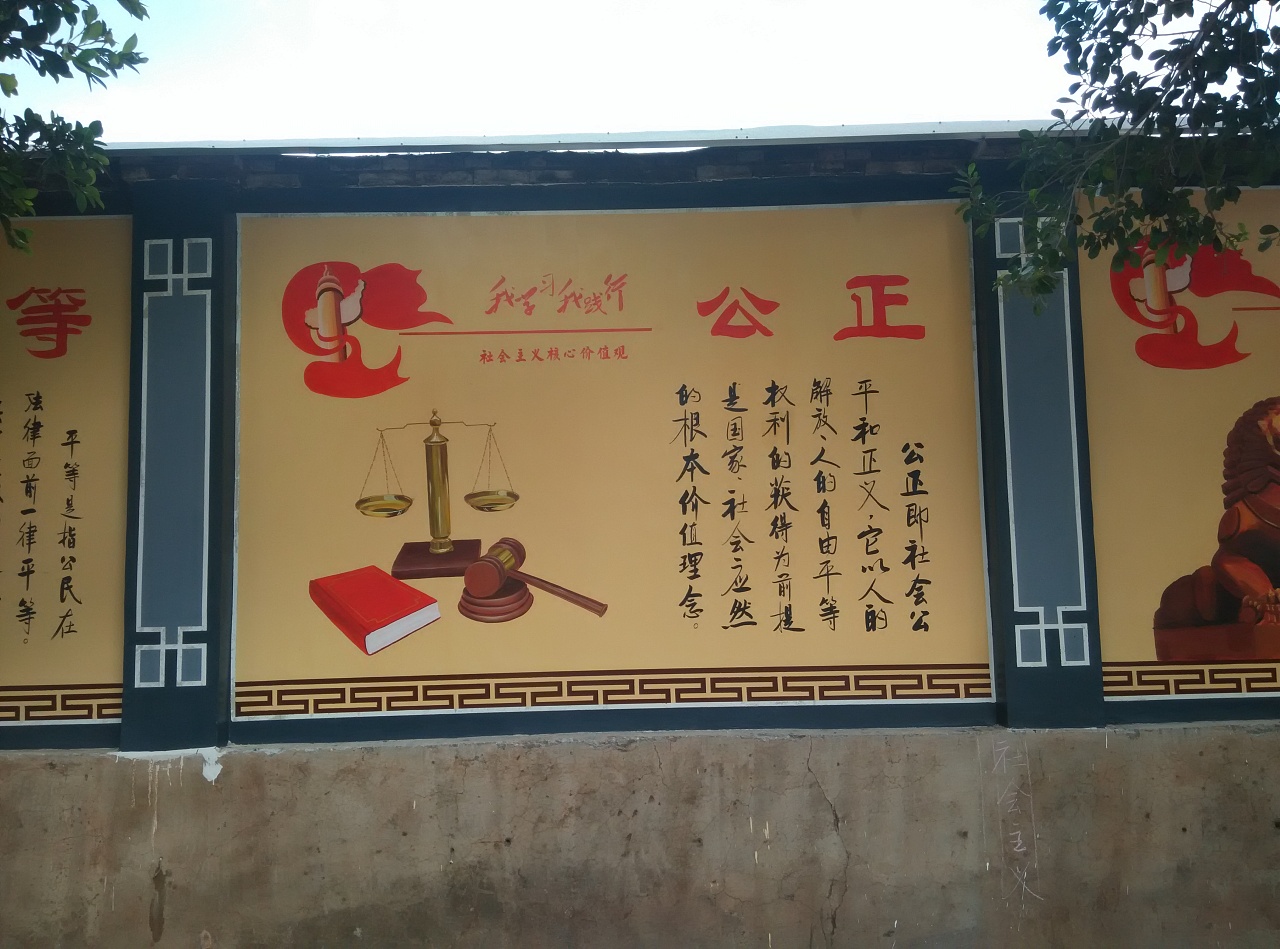 等
平等是指公民在
法律面前一律平等。
我学习我践行
社会主义核心价值观
公正
公正即社会公
平和正义，它以人的
解放、人的自由平等
权利的获得为前提
是国家、社会应然
的根本价值理念。
社会主义